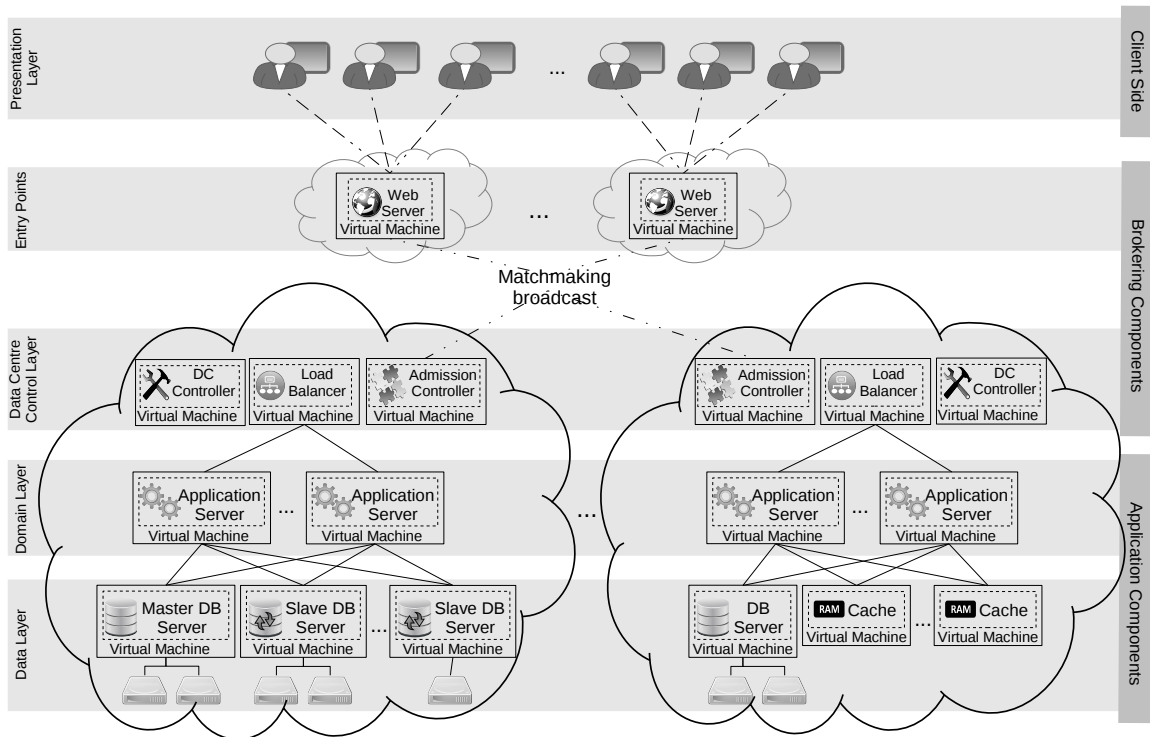 Presentation
Layer
Client Side
...
Entry Points
Web
Server
Virtual Machine
...
Web
Server
Virtual Machine
Brokering Components
Matchmaking
broadcast
Data Centre
Control Layer
DC
Controller
Virtual Machine
Load
Balancer
Virtual Machine
Admission
Controller
Virtual Machine
Admission
Controller
Virtual Machine
Load
Balancer
Virtual Machine
DC
Controller
Virtual Machine
Domain Layer
Application
Server
Virtual Machine
...
Application
Server
Virtual Machine
...
Application
Server
Virtual Machine
...
Application
Server
Virtual Machine
Application Components
Data Layer
Master DB
Server
Virtual Machine
Slave DB
Server
Virtual Machine
...
Slave DB
Server
Virtual Machine
DB
Server
Virtual Machine
RAM Cache
Virtual Machine
...
RAM Cache
Virtual Machine